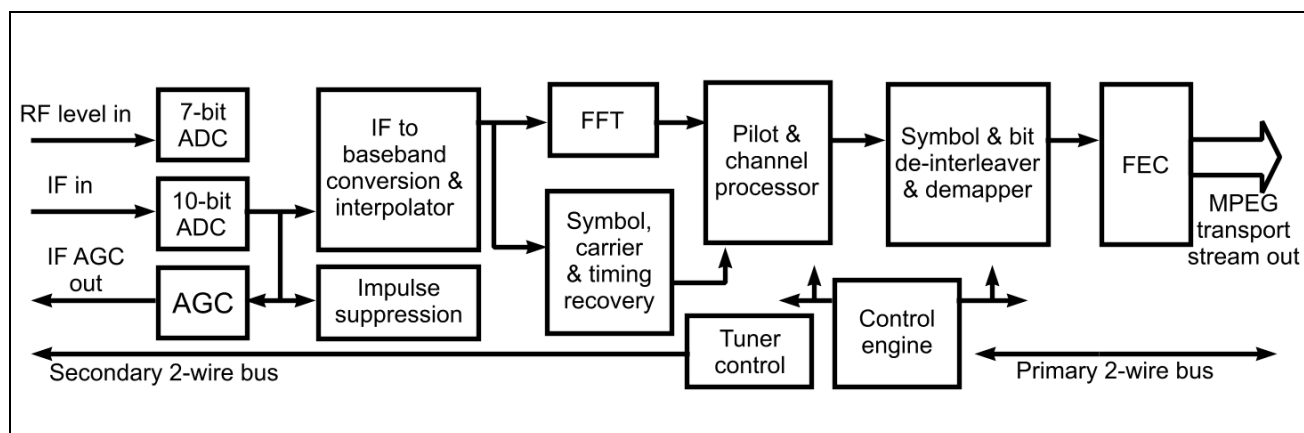 RF level in
7-bit
ADC
IF in
10-bit
ADC
IF AGC
out
AGC
IF to
baseband
conversion &
interpolator
Impulse
suppression
FFT
Symbol,
carrier
& timing
recovery
Pilot &
channel
processor
Symbol & bit
de-interleaver
& demapper
FEC
MPEG
transport
stream out
Tuner
control
Control
engine
Secondary 2-wire bus
Primary 2-wire bus